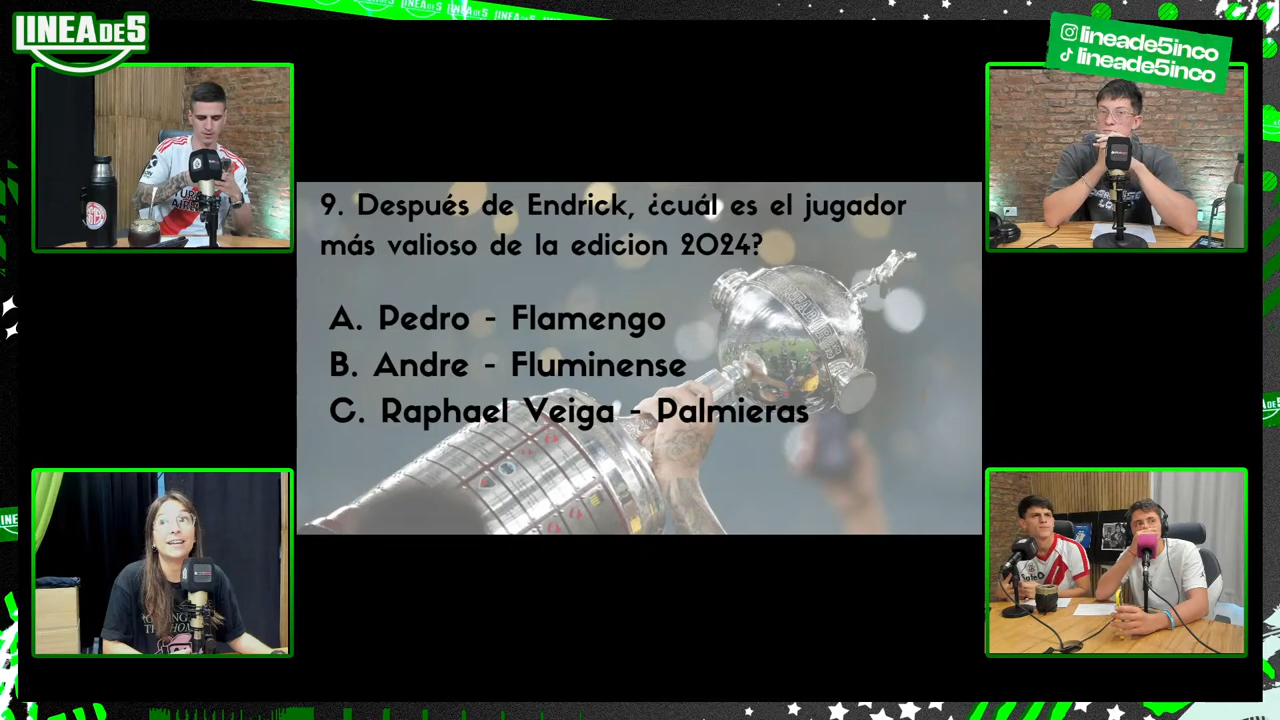 LINEA DE 5
lineade5inco
lineade5inco
9. Después de Endrick, ¿cuál es el jugador
más valioso de la edicion 2024?
A. Pedro - Flamengo
B. Andre - Fluminense
C. Raphael Veiga - Palmieras